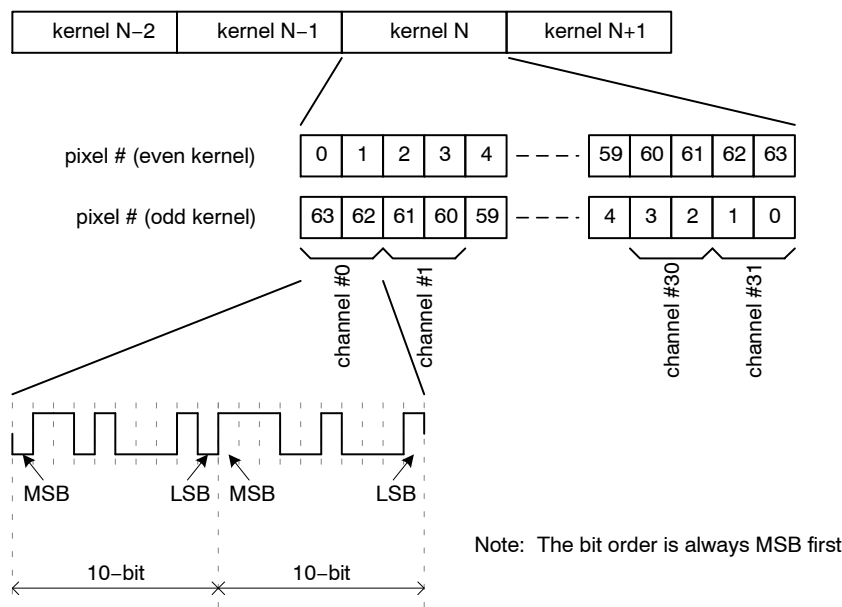 kernel N−2 kernel N−1 kernel N kernel N+1
pixel # (even kernel) 0 1 2 3 4 59 60 61 62 63
pixel # (odd kernel) 63 62 61 60 59 4 3 2 1 0
channel #0 channel #1 channel #30 channel #31
MSB LSB MSB LSB
Note: The bit order is always MSB first
10−bit 10−bit